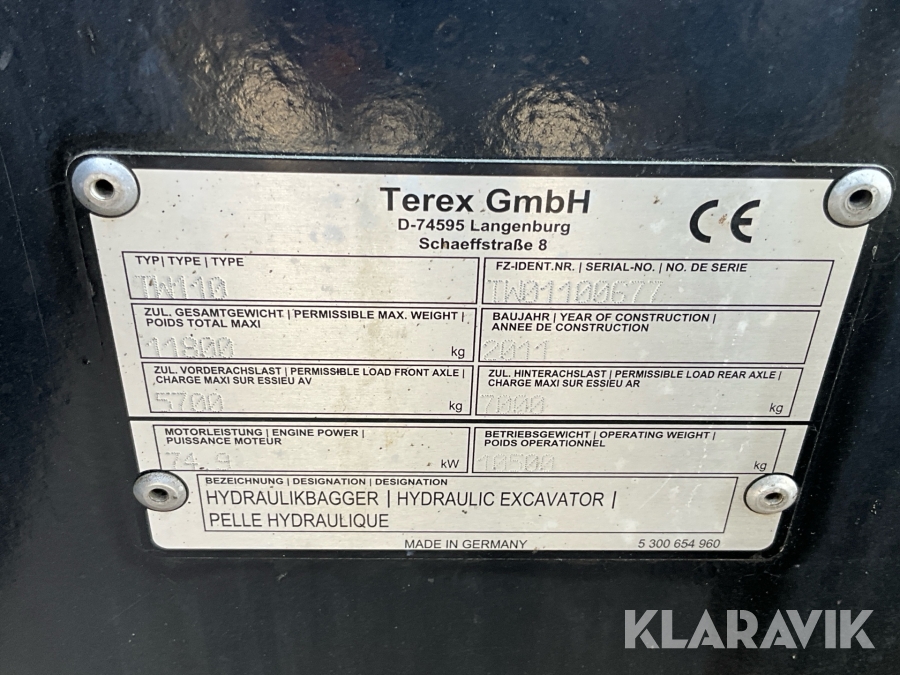 Terex GmbH
D-74595 Langenburg
Schaeffstraße 8
CE
TYP | TYPE | TYPE
TW110
FZ-IDENT.NR. | SERIAL-NO. | NO. DE SERIE
TW01100677
ZUL. GESAMTGEWICHT | PERMISSIBLE MAX. WEIGHT |
POIDS TOTAL MAXI
11800 kg
BAUJAHR | YEAR OF CONSTRUCTION |
ANNEE DE CONSTRUCTION
2011
ZUL. VORDERACHSLAST | PERMISSIBLE LOAD FRONT AXLE |
CHARGE MAXI SUR ESSIEU AV
5700 kg
ZUL. HINTERACHSLAST | PERMISSIBLE LOAD REAR AXLE |
CHARGE MAXI SUR ESSIEU AR
7000 kg
MOTORLEISTUNG | ENGINE POWER |
PUISSANCE MOTEUR
74.9 kW
BETRIEBSGEWICHT | OPERATING WEIGHT |
POIDS OPERATIONNEL
10500 kg
BEZEICHNUNG | DESIGNATION | DESIGNATION
HYDRAULIKBAGGER | HYDRAULIC EXCAVATOR |
PELLE HYDRAULIQUE
MADE IN GERMANY
5 300 654 960
KLARAVIK